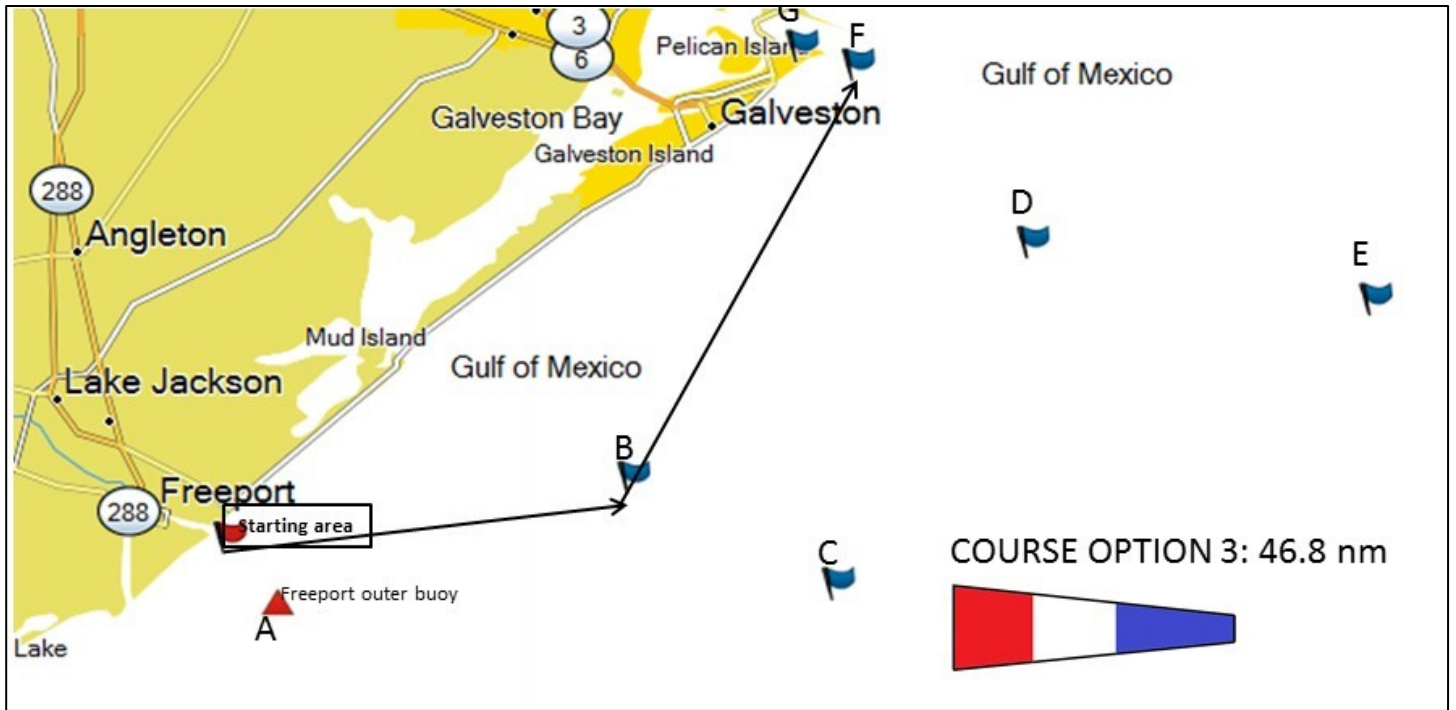 3
6
Pelican Islan
G
F
Gulf of Mexico
Galveston Bay
Galveston
Galveston Island
288
Angleton
D
E
Mud Island
Gulf of Mexico
Lake Jackson
B
Freeport
288
Starting area
C
COURSE OPTION 3: 46.8 nm
Freeport outer buoy
A
Lake